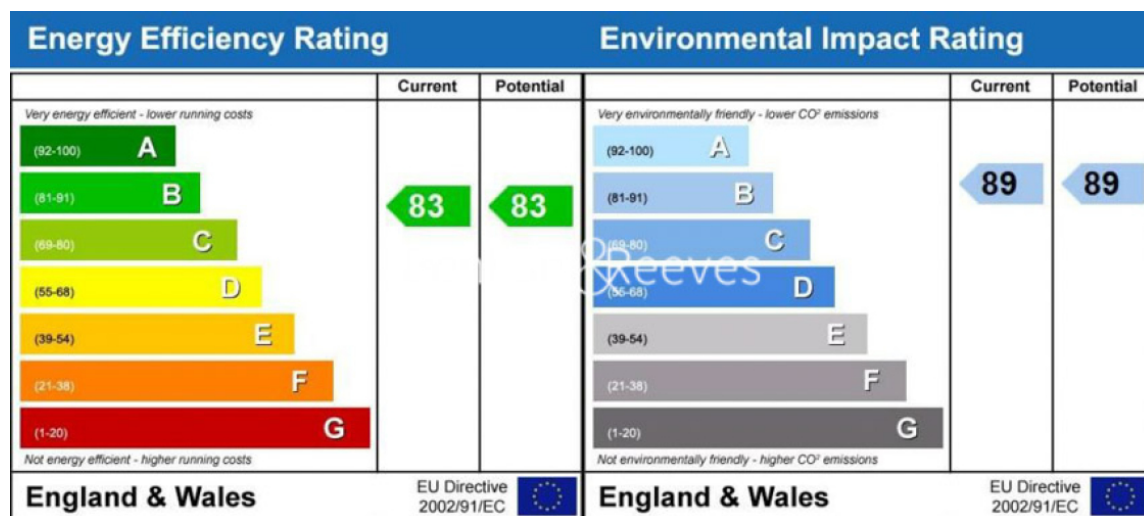 Energy Efficiency Rating
Current Potential
Very energy efficient - lower running costs
(92-100) A
(81-91) B
(69-80) C
(55-68) D
(39-54) E
(21-38) F
(1-20) G
83 83
Not energy efficient - higher running costs
England & Wales
EU Directive
2002/91/EC
Environmental Impact Rating
Current Potential
Very environmentally friendly - lower CO² emissions
(92-100) A
(81-91) B
(69-80) C
(55-68) D
(39-54) E
(21-38) F
(1-20) G
89 89
Not environmentally friendly - higher CO² emissions
England & Wales
EU Directive
2002/91/EC
&Reeves